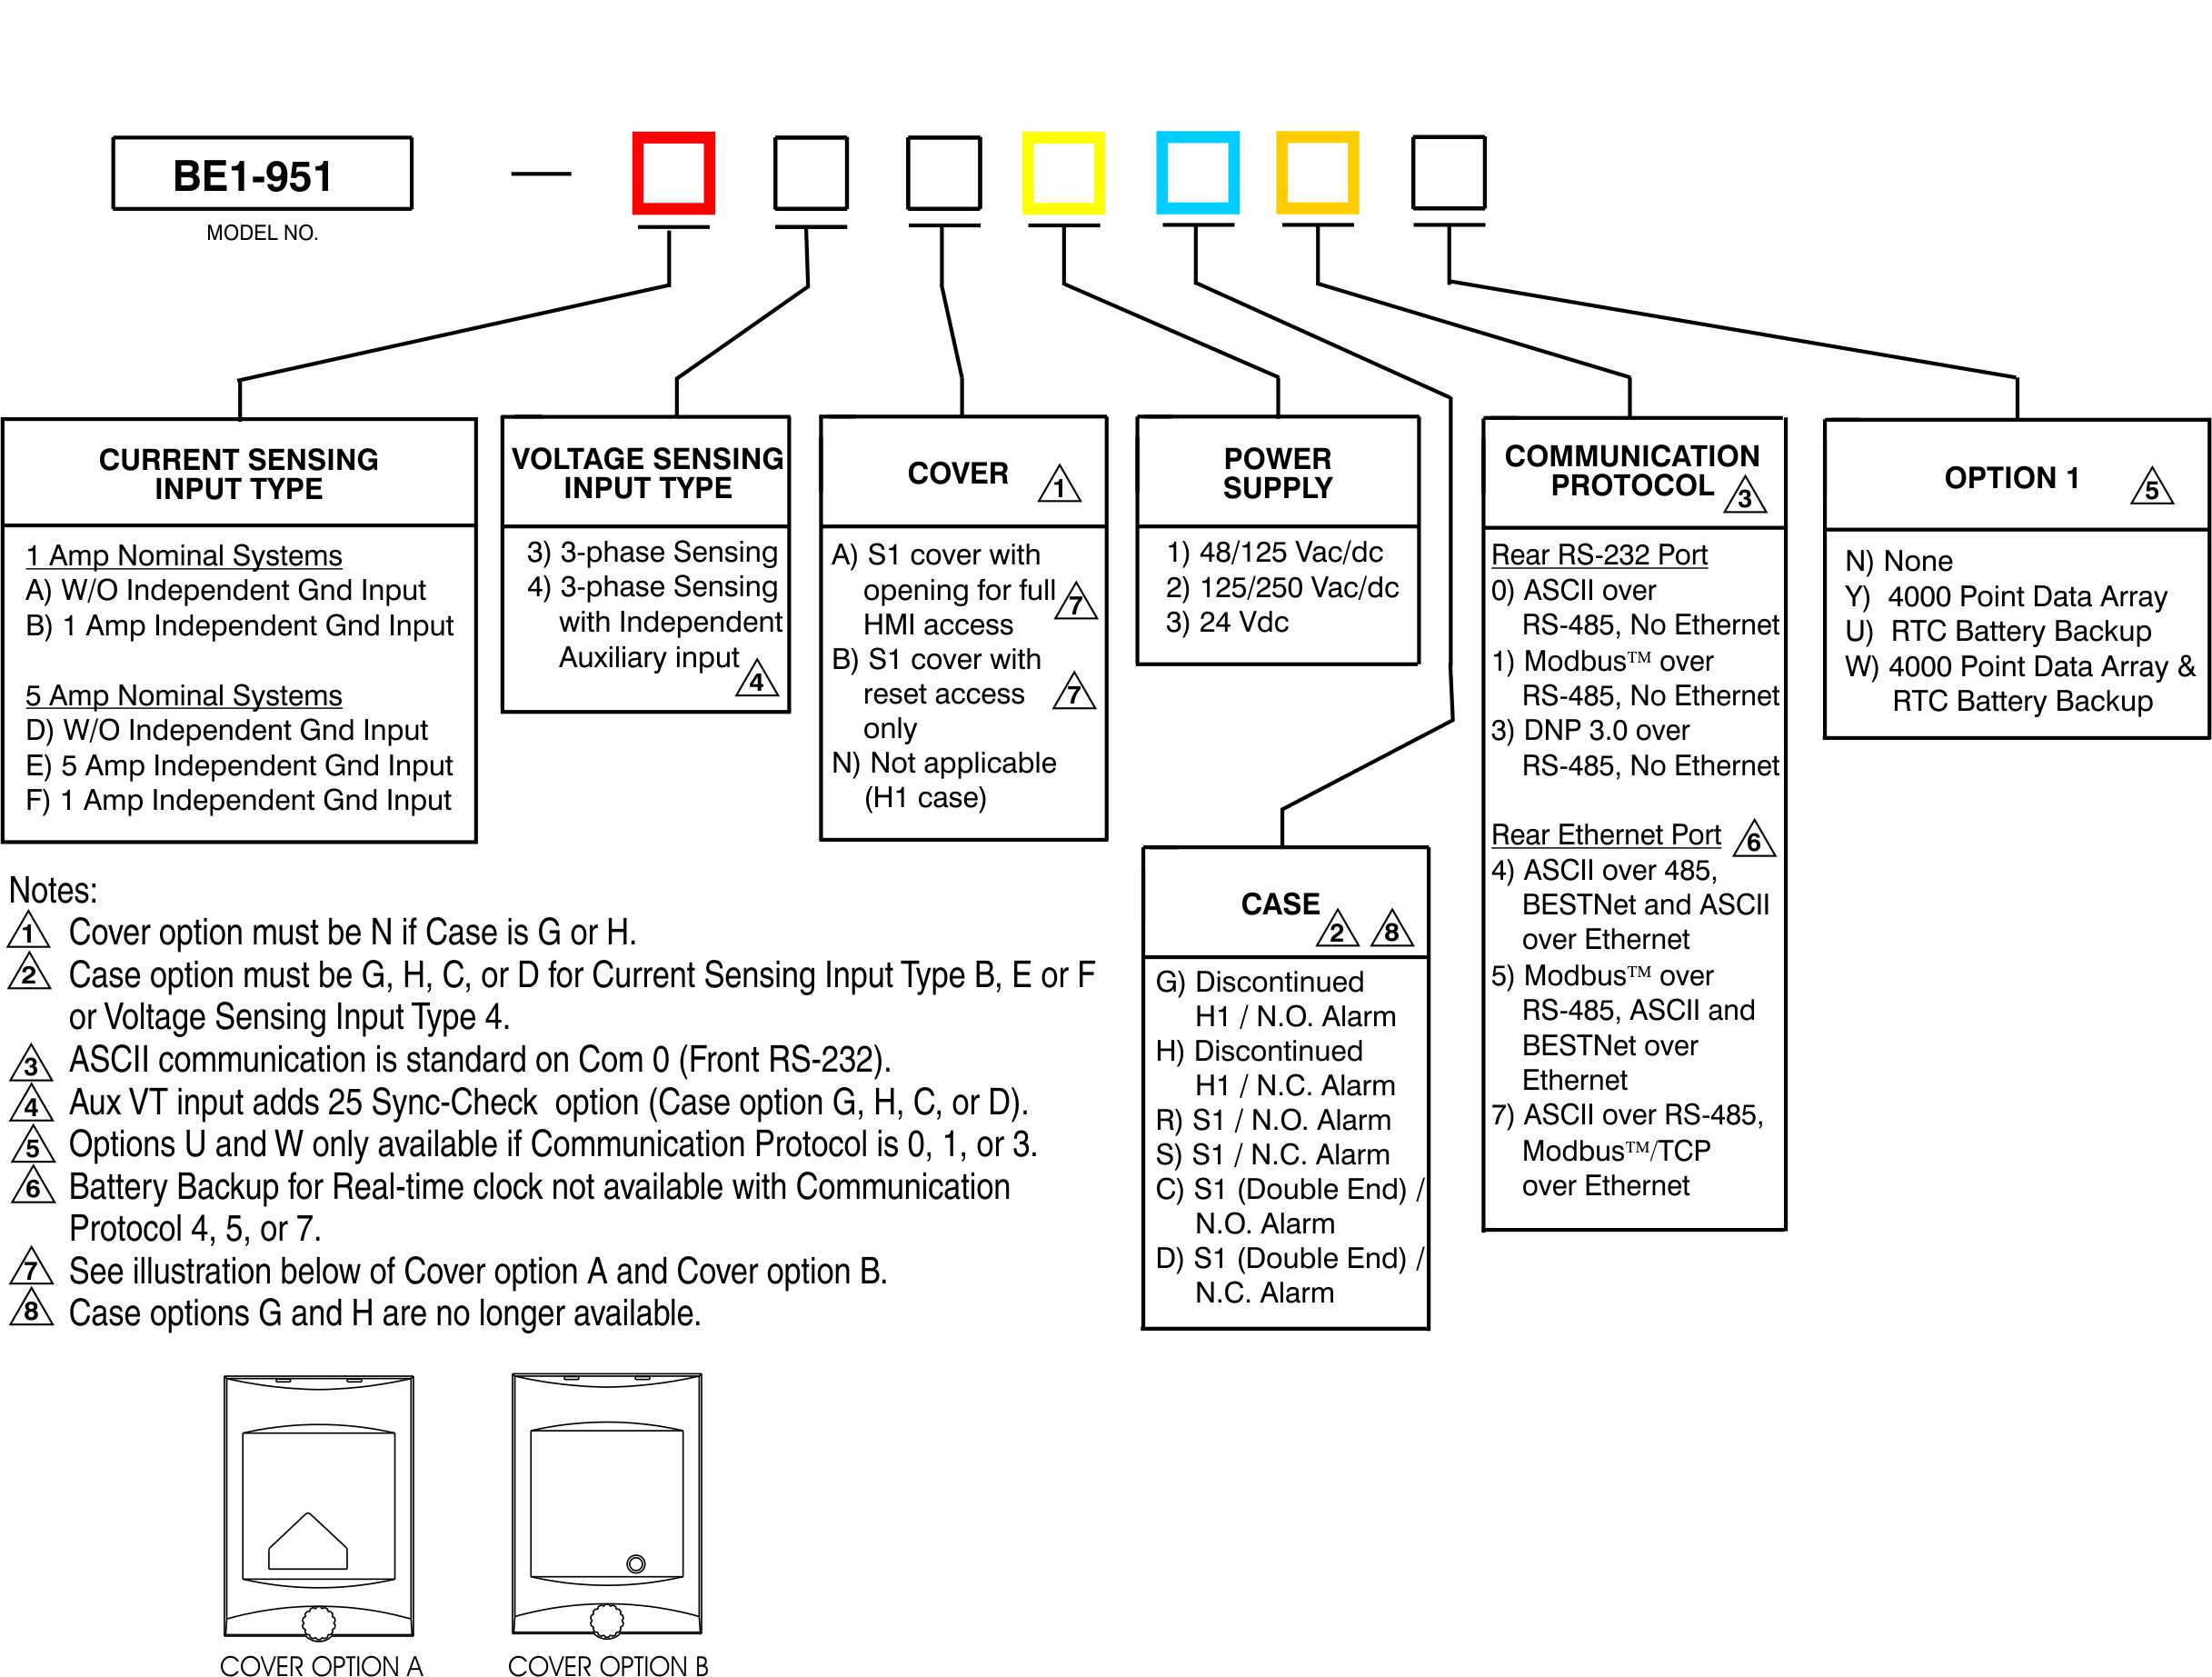 BE1-951
MODEL NO.
CURRENT SENSING
INPUT TYPE
1 Amp Nominal Systems
A) W/O Independent Gnd Input
B) 1 Amp Independent Gnd Input
5 Amp Nominal Systems
D) W/O Independent Gnd Input
E) 5 Amp Independent Gnd Input
F) 1 Amp Independent Gnd Input
VOLTAGE SENSING
INPUT TYPE
3) 3-phase Sensing
4) 3-phase Sensing
with Independent
Auxiliary input
4
COVER
1
A) S1 cover with
opening for full
7
HMI access
B) S1 cover with
reset access
7
only
N) Not applicable
(H1 case)
POWER
SUPPLY
1) 48/125 Vac/dc
2) 125/250 Vac/dc
3) 24 Vdc
CASE
2 8
G) Discontinued
H1 / N.O. Alarm
H) Discontinued
H1 / N.C. Alarm
R) S1 / N.O. Alarm
S) S1 / N.C. Alarm
C) S1 (Double End) /
N.O. Alarm
D) S1 (Double End) /
N.C. Alarm
COMMUNICATION
PROTOCOL
3
Rear RS-232 Port
0) ASCII over
RS-485, No Ethernet
1) Modbus™ over
RS-485, No Ethernet
3) DNP 3.0 over
RS-485, No Ethernet
Rear Ethernet Port
6
4) ASCII over 485,
BESTNet and ASCII
over Ethernet
5) Modbus™ over
RS-485, ASCII and
BESTNet over
Ethernet
7) ASCII over RS-485,
Modbus™/TCP
over Ethernet
OPTION 1
5
N) None
Y) 4000 Point Data Array
U) RTC Battery Backup
W) 4000 Point Data Array &
RTC Battery Backup
Notes:
1 Cover option must be N if Case is G or H.
2 Case option must be G, H, C, or D for Current Sensing Input Type B, E or F
or Voltage Sensing Input Type 4.
3 ASCII communication is standard on Com 0 (Front RS-232).
4 Aux VT input adds 25 Sync-Check option (Case option G, H, C, or D).
5 Options U and W only available if Communication Protocol is 0, 1, or 3.
6 Battery Backup for Real-time clock not available with Communication
Protocol 4, 5, or 7.
7 See illustration below of Cover option A and Cover option B.
8 Case options G and H are no longer available.
COVER OPTION A
COVER OPTION B